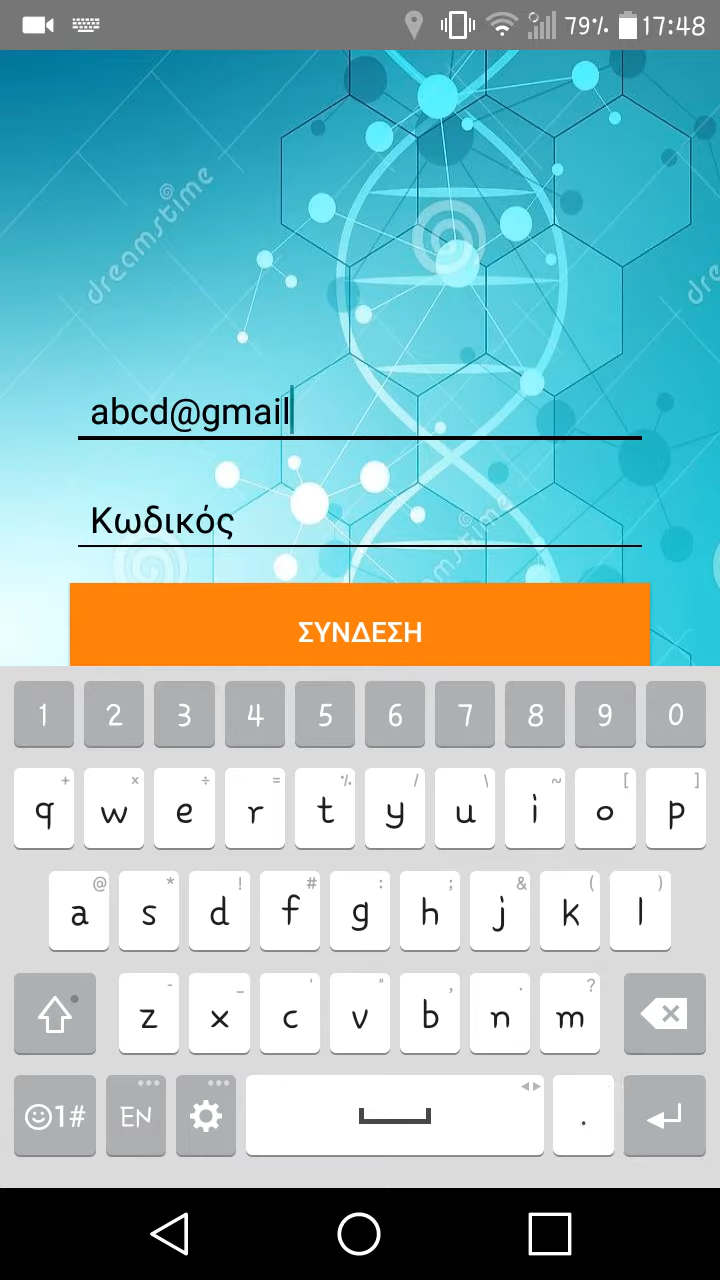 79% 17:48
dreamstime
abcd@gmail
Κωδικός
ΣΥΝΔΕΣΗ
1 2 3 4 5 6 7 8 9 0
+ × ÷ = % / \ ~ [ ]
q w e r t y u i o p
@ * ! # : ; & ( )
a s d f g h j k l
- _ ' " , . ?
z x c v b n m
1# EN .